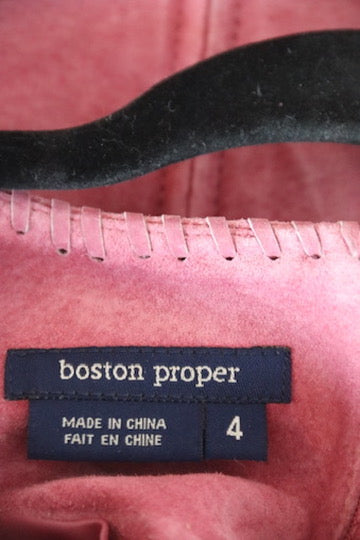 boston proper
MADE IN CHINA
FAIT EN CHINE
4